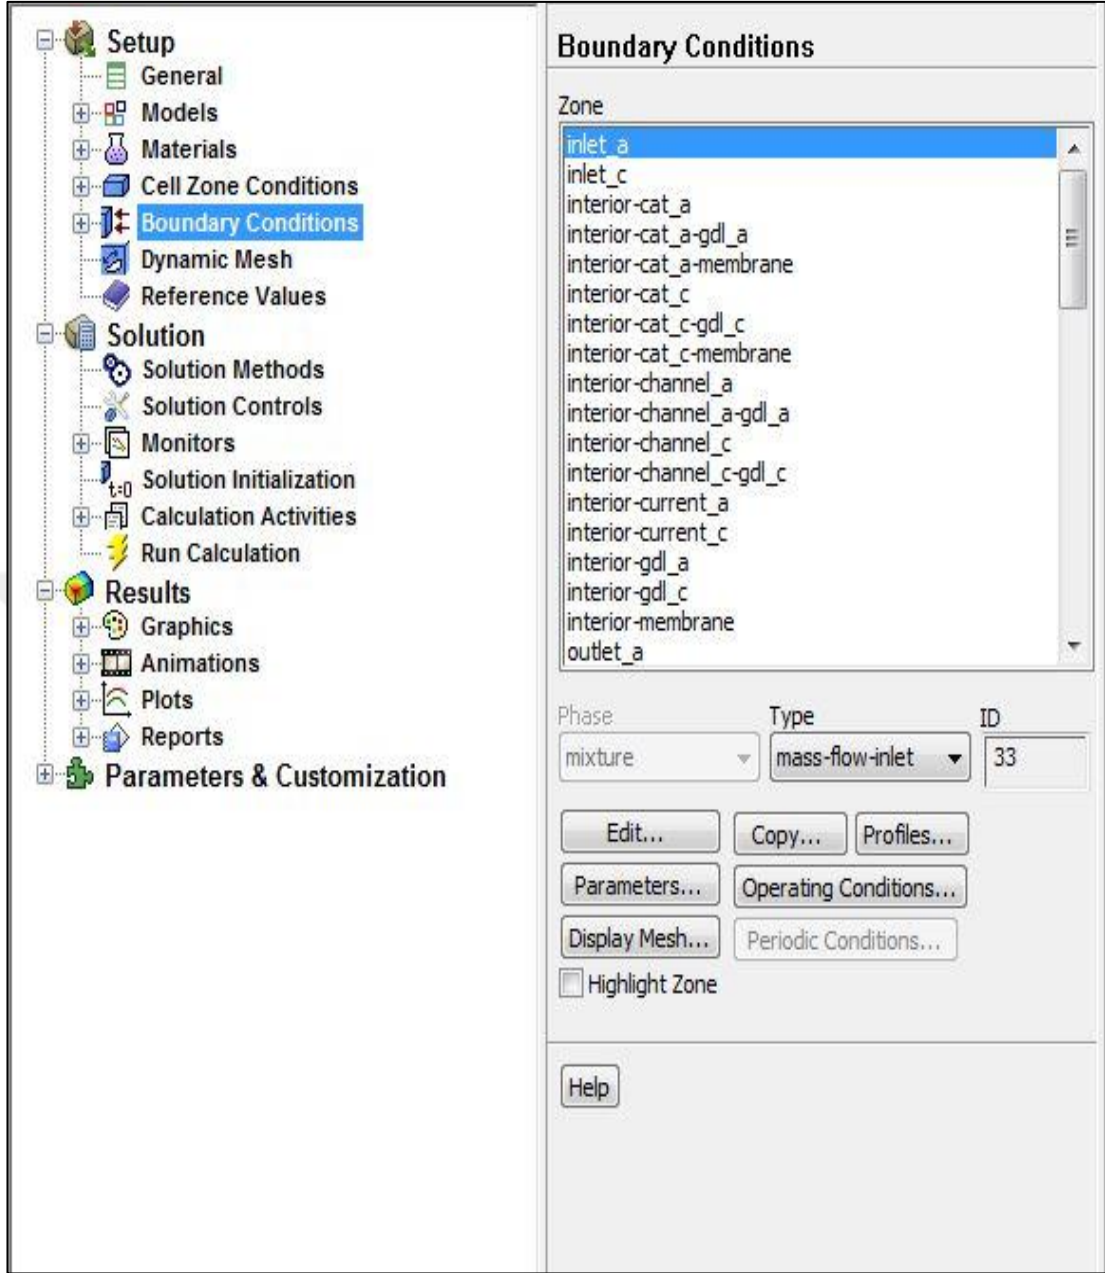 Setup
General
Models
Materials
Cell Zone Conditions
Boundary Conditions
Dynamic Mesh
Reference Values
Solution
Solution Methods
Solution Controls
Monitors
t=0 Solution Initialization
Calculation Activities
Run Calculation
Results
Graphics
Animations
Plots
Reports
Parameters & Customization
Boundary Conditions
Zone
inlet_a
inlet_c
interior-cat_a
interior-cat_a-gdl_a
interior-cat_a-membrane
interior-cat_c
interior-cat_c-gdl_c
interior-cat_c-membrane
interior-channel_a
interior-channel_a-gdl_a
interior-channel_c
interior-channel_c-gdl_c
interior-current_a
interior-current_c
interior-gdl_a
interior-gdl_c
interior-membrane
outlet_a
Phase Type ID
mixture mass-flow-inlet 33
Edit... Copy... Profiles...
Parameters... Operating Conditions...
Display Mesh... Periodic Conditions...
Highlight Zone
Help